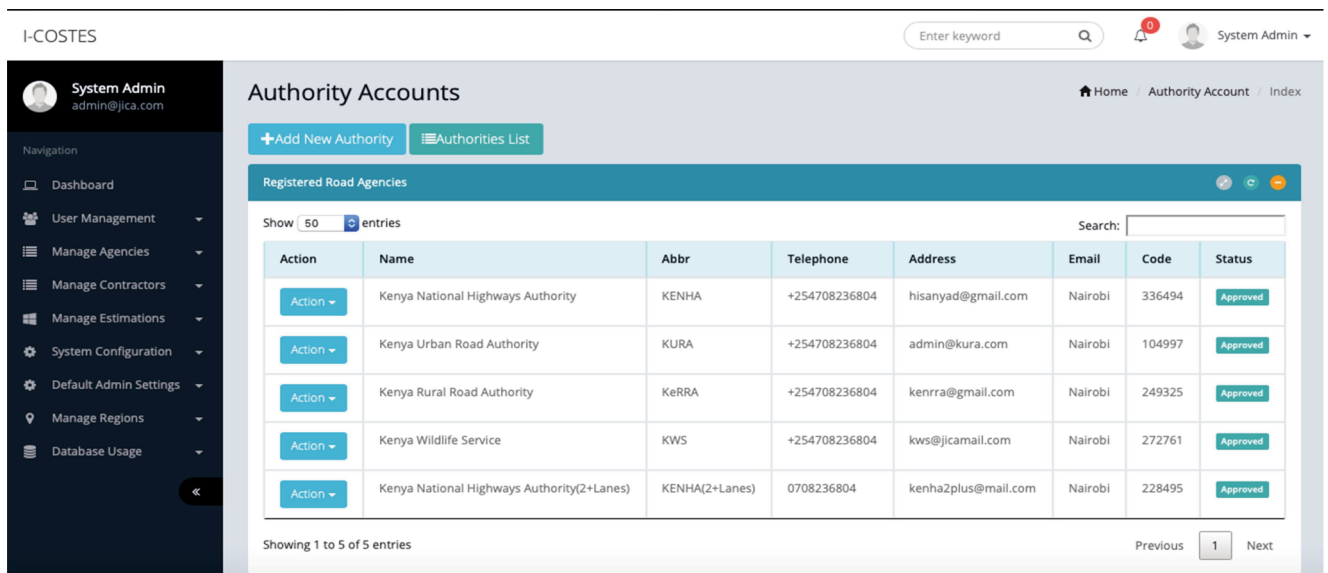 I-COSTES
Enter keyword
0
System Admin
System Admin
admin@jica.com
Navigation
Dashboard
User Management
Manage Agencies
Manage Contractors
Manage Estimations
System Configuration
Default Admin Settings
Manage Regions
Database Usage
Authority Accounts
Home / Authority Account / Index
Add New Authority Authorities List
Registered Road Agencies
Show 50 entries Search:
Action Name Abbr Telephone Address Email Code Status
Action Kenya National Highways Authority KENHA +254708236804 hisanyad@gmail.com Nairobi 336494 Approved
Action Kenya Urban Road Authority KURA +254708236804 admin@kura.com Nairobi 104997 Approved
Action Kenya Rural Road Authority KeRRA +254708236804 kenrra@gmail.com Nairobi 249325 Approved
Action Kenya Wildlife Service KWS +254708236804 kws@jicamail.com Nairobi 272761 Approved
Action Kenya National Highways Authority(2+Lanes) KENHA(2+Lanes) 0708236804 kenha2plus@mail.com Nairobi 228495 Approved
Showing 1 to 5 of 5 entries Previous 1 Next